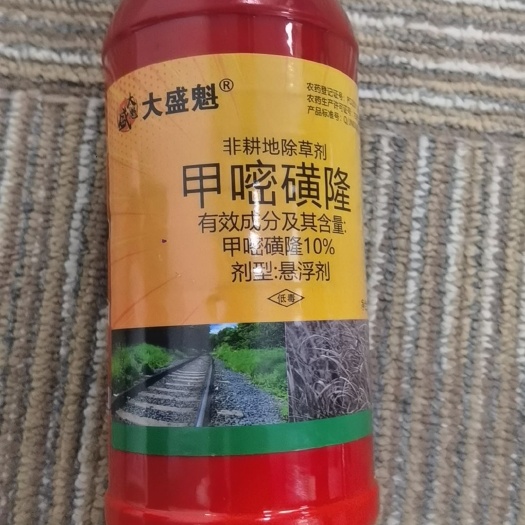 大盛魁®
农药登记证号:
农药生产许可证号:
产品标准号:
非耕地除草剂
甲嘧磺隆
有效成分及其含量:
甲嘧磺隆10%
剂型:悬浮剂
低毒